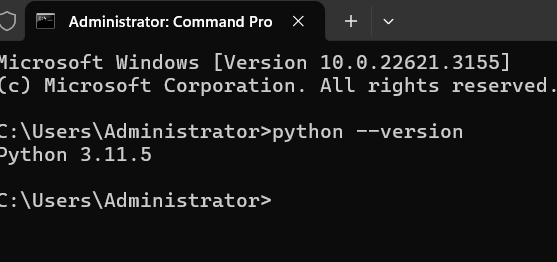 Administrator: Command Pro
Microsoft Windows [Version 10.0.22621.3155]
(c) Microsoft Corporation. All rights reserved.
C:\Users\Administrator>python --version
Python 3.11.5
C:\Users\Administrator>